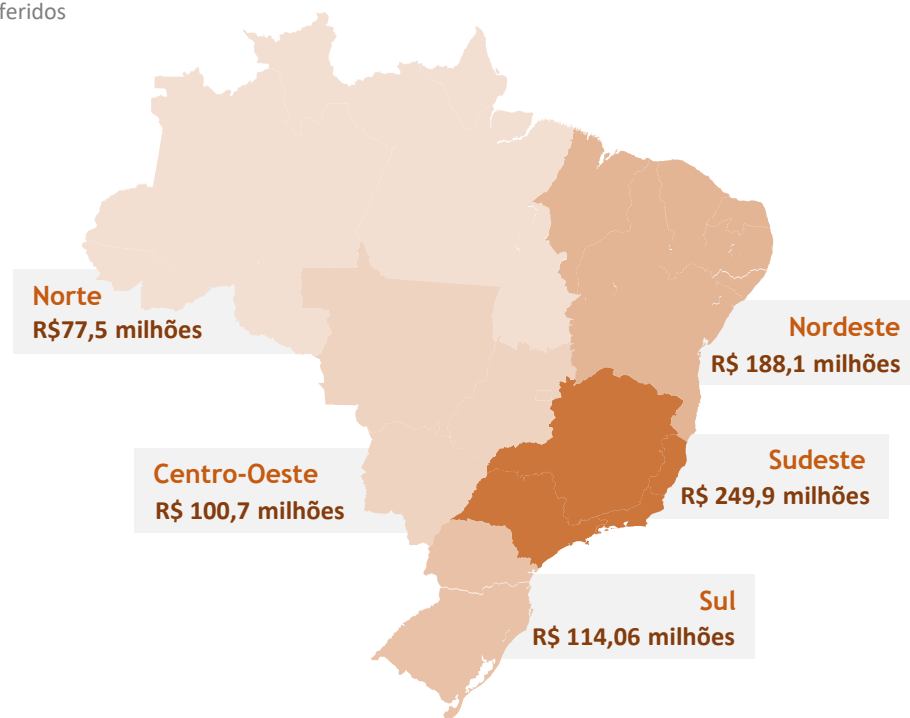 feridos
Norte
R$77,5 milhões
Nordeste
R$ 188,1 milhões
Centro-Oeste
R$ 100,7 milhões
Sudeste
R$ 249,9 milhões
Sul
R$ 114,06 milhões